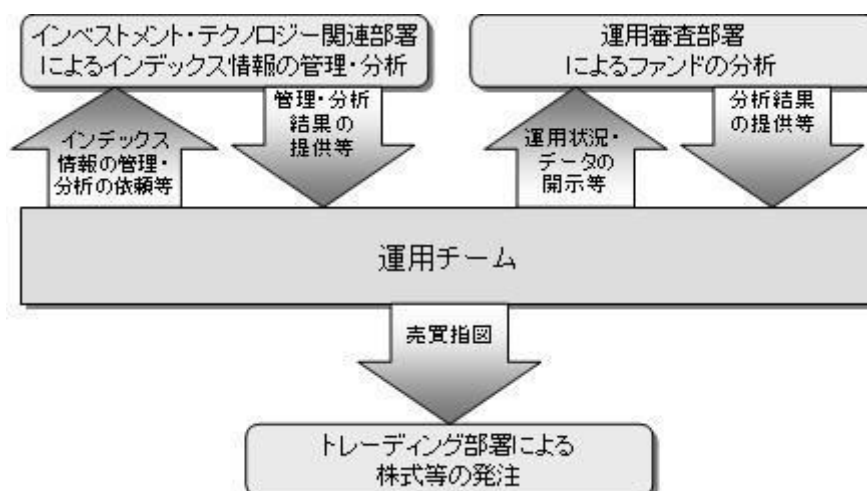 インベストメント・テクノロジー関連部署
によるインデックス情報の管理・分析
運用審査部署
によるファンドの分析
インデックス
情報の管理・
分析の依頼等
管理・分析
結果の
提供等
運用状況・
データの
開示等
分析結果
の提供等
運用チーム
売買指図
トレーディング部署による
株式等の発注